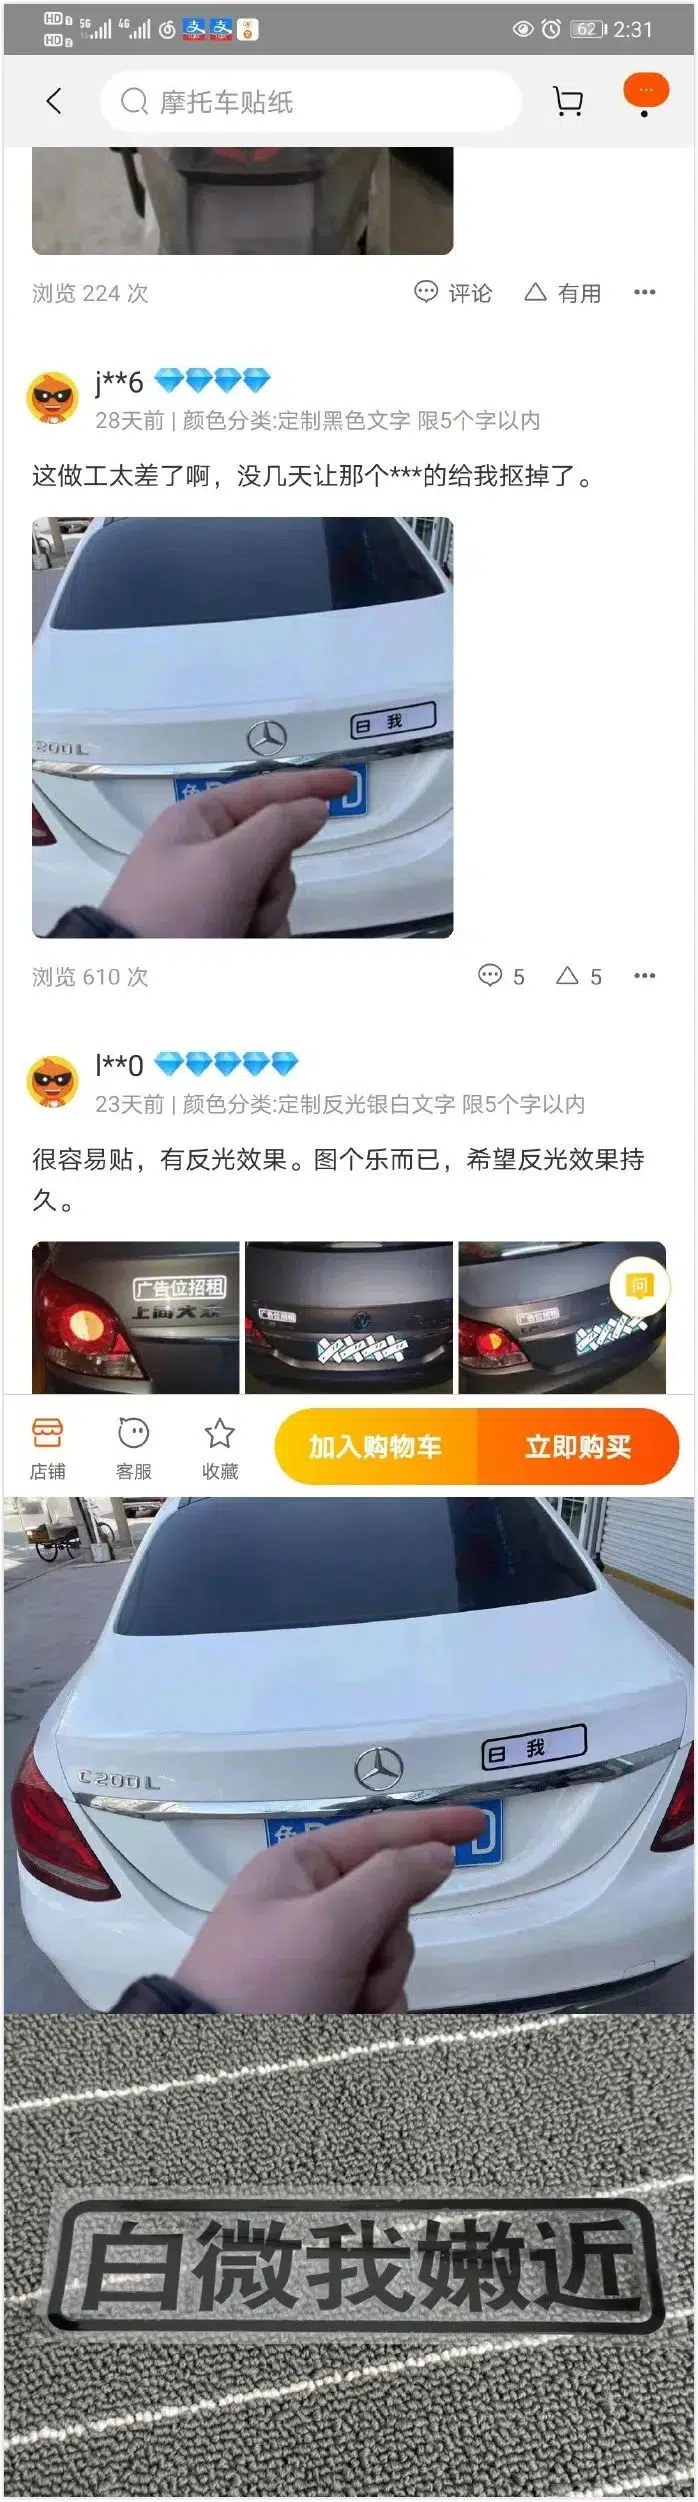 HD 1 5G 4G 62 2:31
HD 2
摩托车贴纸
浏览 224 次 评论 有用
j**6
28天前 | 颜色分类:定制黑色文字 限5个字以内
这做工太差了啊，没几天让那个***的给我抠掉了。
日 我
200L
D
浏览 610 次 5 5
l**0
23天前 | 颜色分类:定制反光银白文字 限5个字以内
很容易贴，有反光效果。图个乐而已，希望反光效果持
久。
广告位招租
上海大众
广告位招租
广告位招租
问
店铺 客服 收藏 加入购物车 立即购买
日 我
C200L
D
白微我嫩近